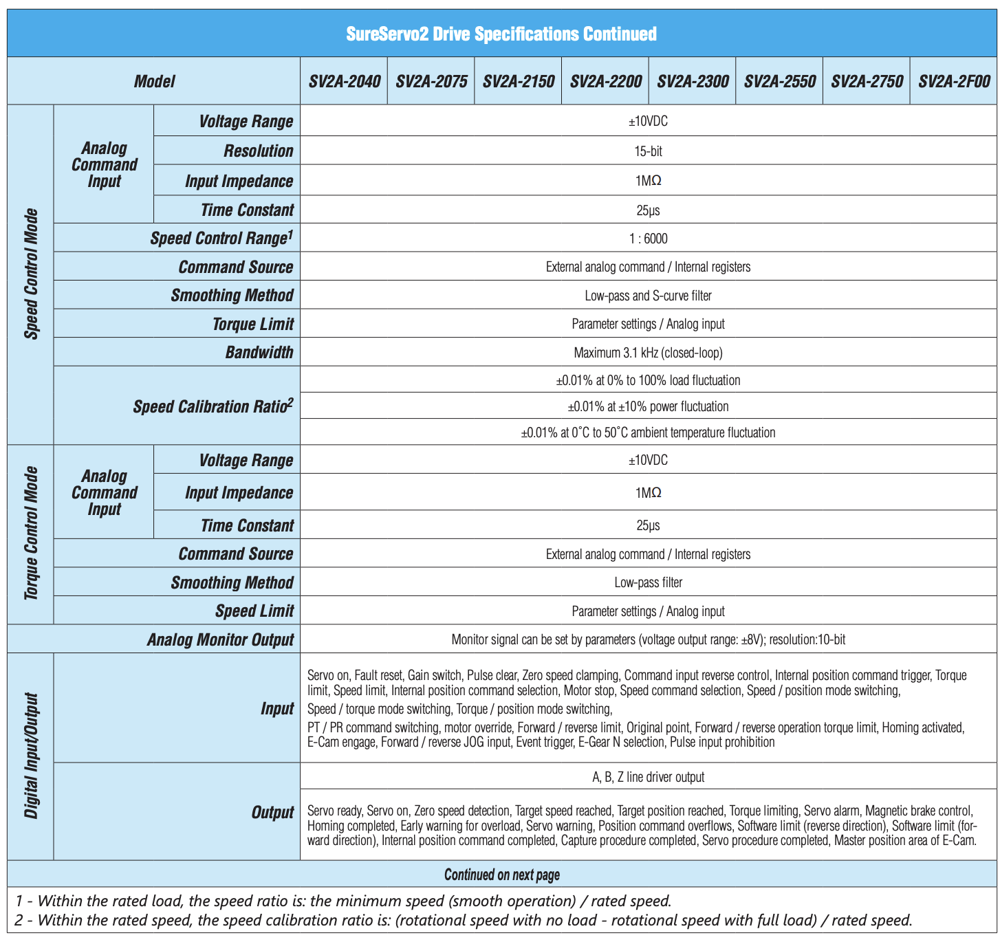 SureServo2 Drive Specifications Continued
Model SV2A-2040 SV2A-2075 SV2A-2150 SV2A-2200 SV2A-2300 SV2A-2550 SV2A-2750 SV2A-2F00
Speed Control Mode
Analog
Command
Input
Voltage Range ±10VDC
Resolution 15-bit
Input Impedance 1MΩ
Time Constant 25µs
Speed Control Range1 1 : 6000
Command Source External analog command / Internal registers
Smoothing Method Low-pass and S-curve filter
Torque Limit Parameter settings / Analog input
Bandwidth Maximum 3.1 kHz (closed-loop)
Speed Calibration Ratio2
±0.01% at 0% to 100% load fluctuation
±0.01% at ±10% power fluctuation
±0.01% at 0˚C to 50˚C ambient temperature fluctuation
Torque Control Mode
Analog
Command
Input
Voltage Range ±10VDC
Input Impedance 1MΩ
Time Constant 25µs
Command Source External analog command / Internal registers
Smoothing Method Low-pass filter
Speed Limit Parameter settings / Analog input
Analog Monitor Output Monitor signal can be set by parameters (voltage output range: ±8V); resolution:10-bit
Digital Input/Output
Input
Servo on, Fault reset, Gain switch, Pulse clear, Zero speed clamping, Command input reverse control, Internal position command trigger, Torque
limit, Speed limit, Internal position command selection, Motor stop, Speed command selection, Speed / position mode switching,
Speed / torque mode switching, Torque / position mode switching,
PT / PR command switching, motor override, Forward / reverse limit, Original point, Forward / reverse operation torque limit, Homing activated,
E-Cam engage, Forward / reverse JOG input, Event trigger, E-Gear N selection, Pulse input prohibition
Output
A, B, Z line driver output
Servo ready, Servo on, Zero speed detection, Target speed reached, Target position reached, Torque limiting, Servo alarm, Magnetic brake control,
Homing completed, Early warning for overload, Servo warning, Position command overflows, Software limit (reverse direction), Software limit (for-
ward direction), Internal position command completed, Capture procedure completed, Servo procedure completed, Master position area of E-Cam.
Continued on next page
1 - Within the rated load, the speed ratio is: the minimum speed (smooth operation) / rated speed.
2 - Within the rated speed, the speed calibration ratio is: (rotational speed with no load - rotational speed with full load) / rated speed.